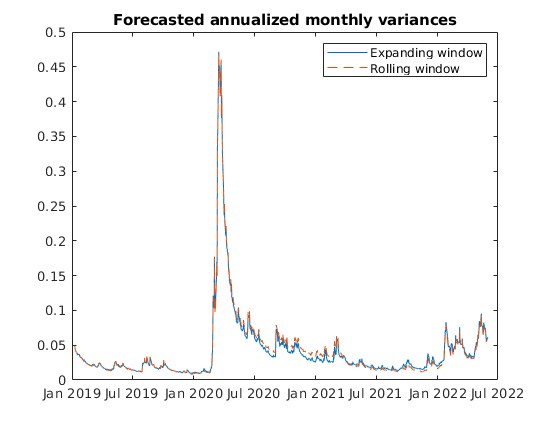 Forecasted annualized monthly variances
0.5
Expanding window
Rolling window
0.45
0.4
0.35
0.3
0.25
0.2
0.15
0.1
0.05
0
Jan 2019 Jul 2019 Jan 2020 Jul 2020 Jan 2021 Jul 2021 Jan 2022 Jul 2022